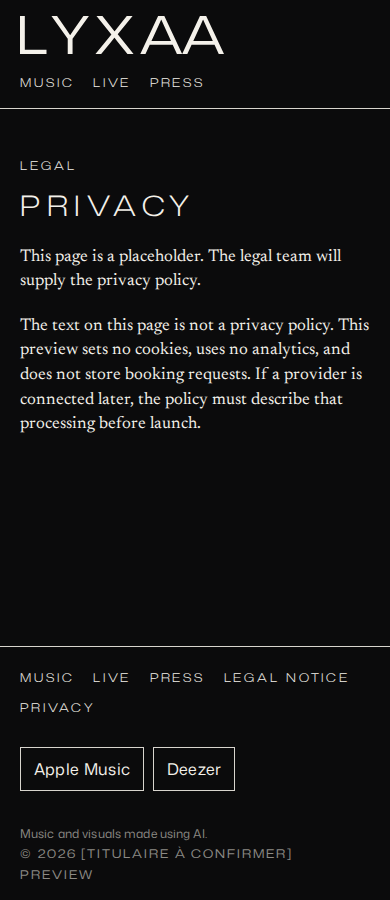 LYXAA
MUSIC LIVE PRESS
LEGAL
PRIVACY
This page is a placeholder. The legal team will
supply the privacy policy.
The text on this page is not a privacy policy. This
preview sets no cookies, uses no analytics, and
does not store booking requests. If a provider is
connected later, the policy must describe that
processing before launch.
MUSIC LIVE PRESS LEGAL NOTICE
PRIVACY
Apple Music Deezer
Music and visuals made using AI.
© 2026 [TITULAIRE À CONFIRMER]
PREVIEW